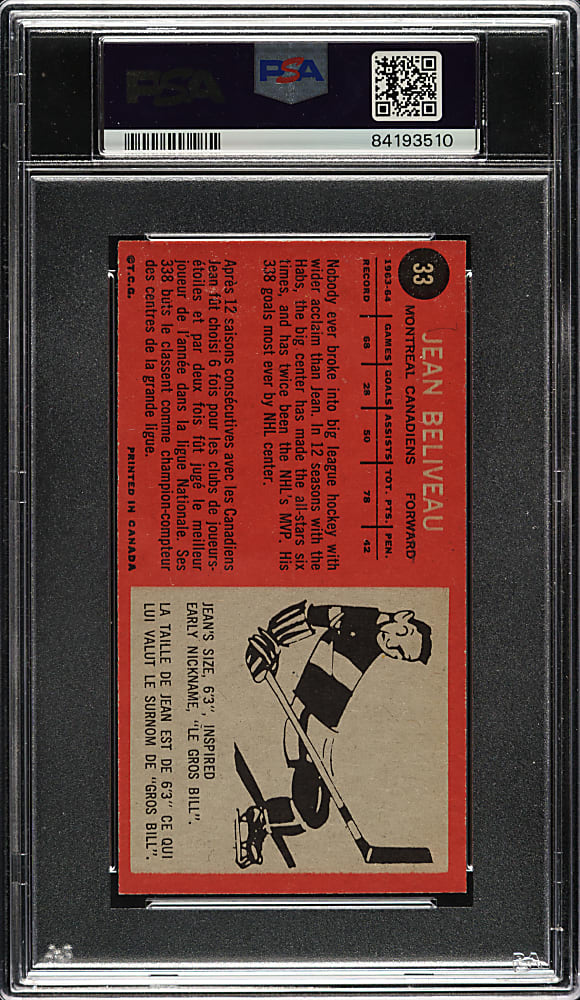 PSA
PSA
84193510
33
JEAN BELIVEAU
MONTREAL CANADIENS FORWARD
1963-64 GAMES GOALS ASSISTS TOT. PTS. PEN.
RECORD 68 28 50 78 42
Nobody ever broke into big league hockey with
wider acclaim than Jean. In 12 seasons with the
Habs, the big center has made the all-stars six
times, and has twice been the NHL's MVP. His
338 goals most ever by NHL center.
Après 12 saisons consécutives avec les Canadiens
Jean fût choisi 6 fois pour les clubs de joueurs-
étoiles et par deux fois fût jugé le meilleur
joueur de l'année dans la ligue Nationale. Ses
338 buts le classent comme champion-compteur
des centres de la grande ligue.
©T.C.G. PRINTED IN CANADA
JEAN'S SIZE, 6'3", INSPIRED
EARLY NICKNAME, "LE GROS BILL".
LA TAILLE DE JEAN EST DE 6'3" CE QUI
LUI VALUT LE SURNOM DE "GROS BILL".